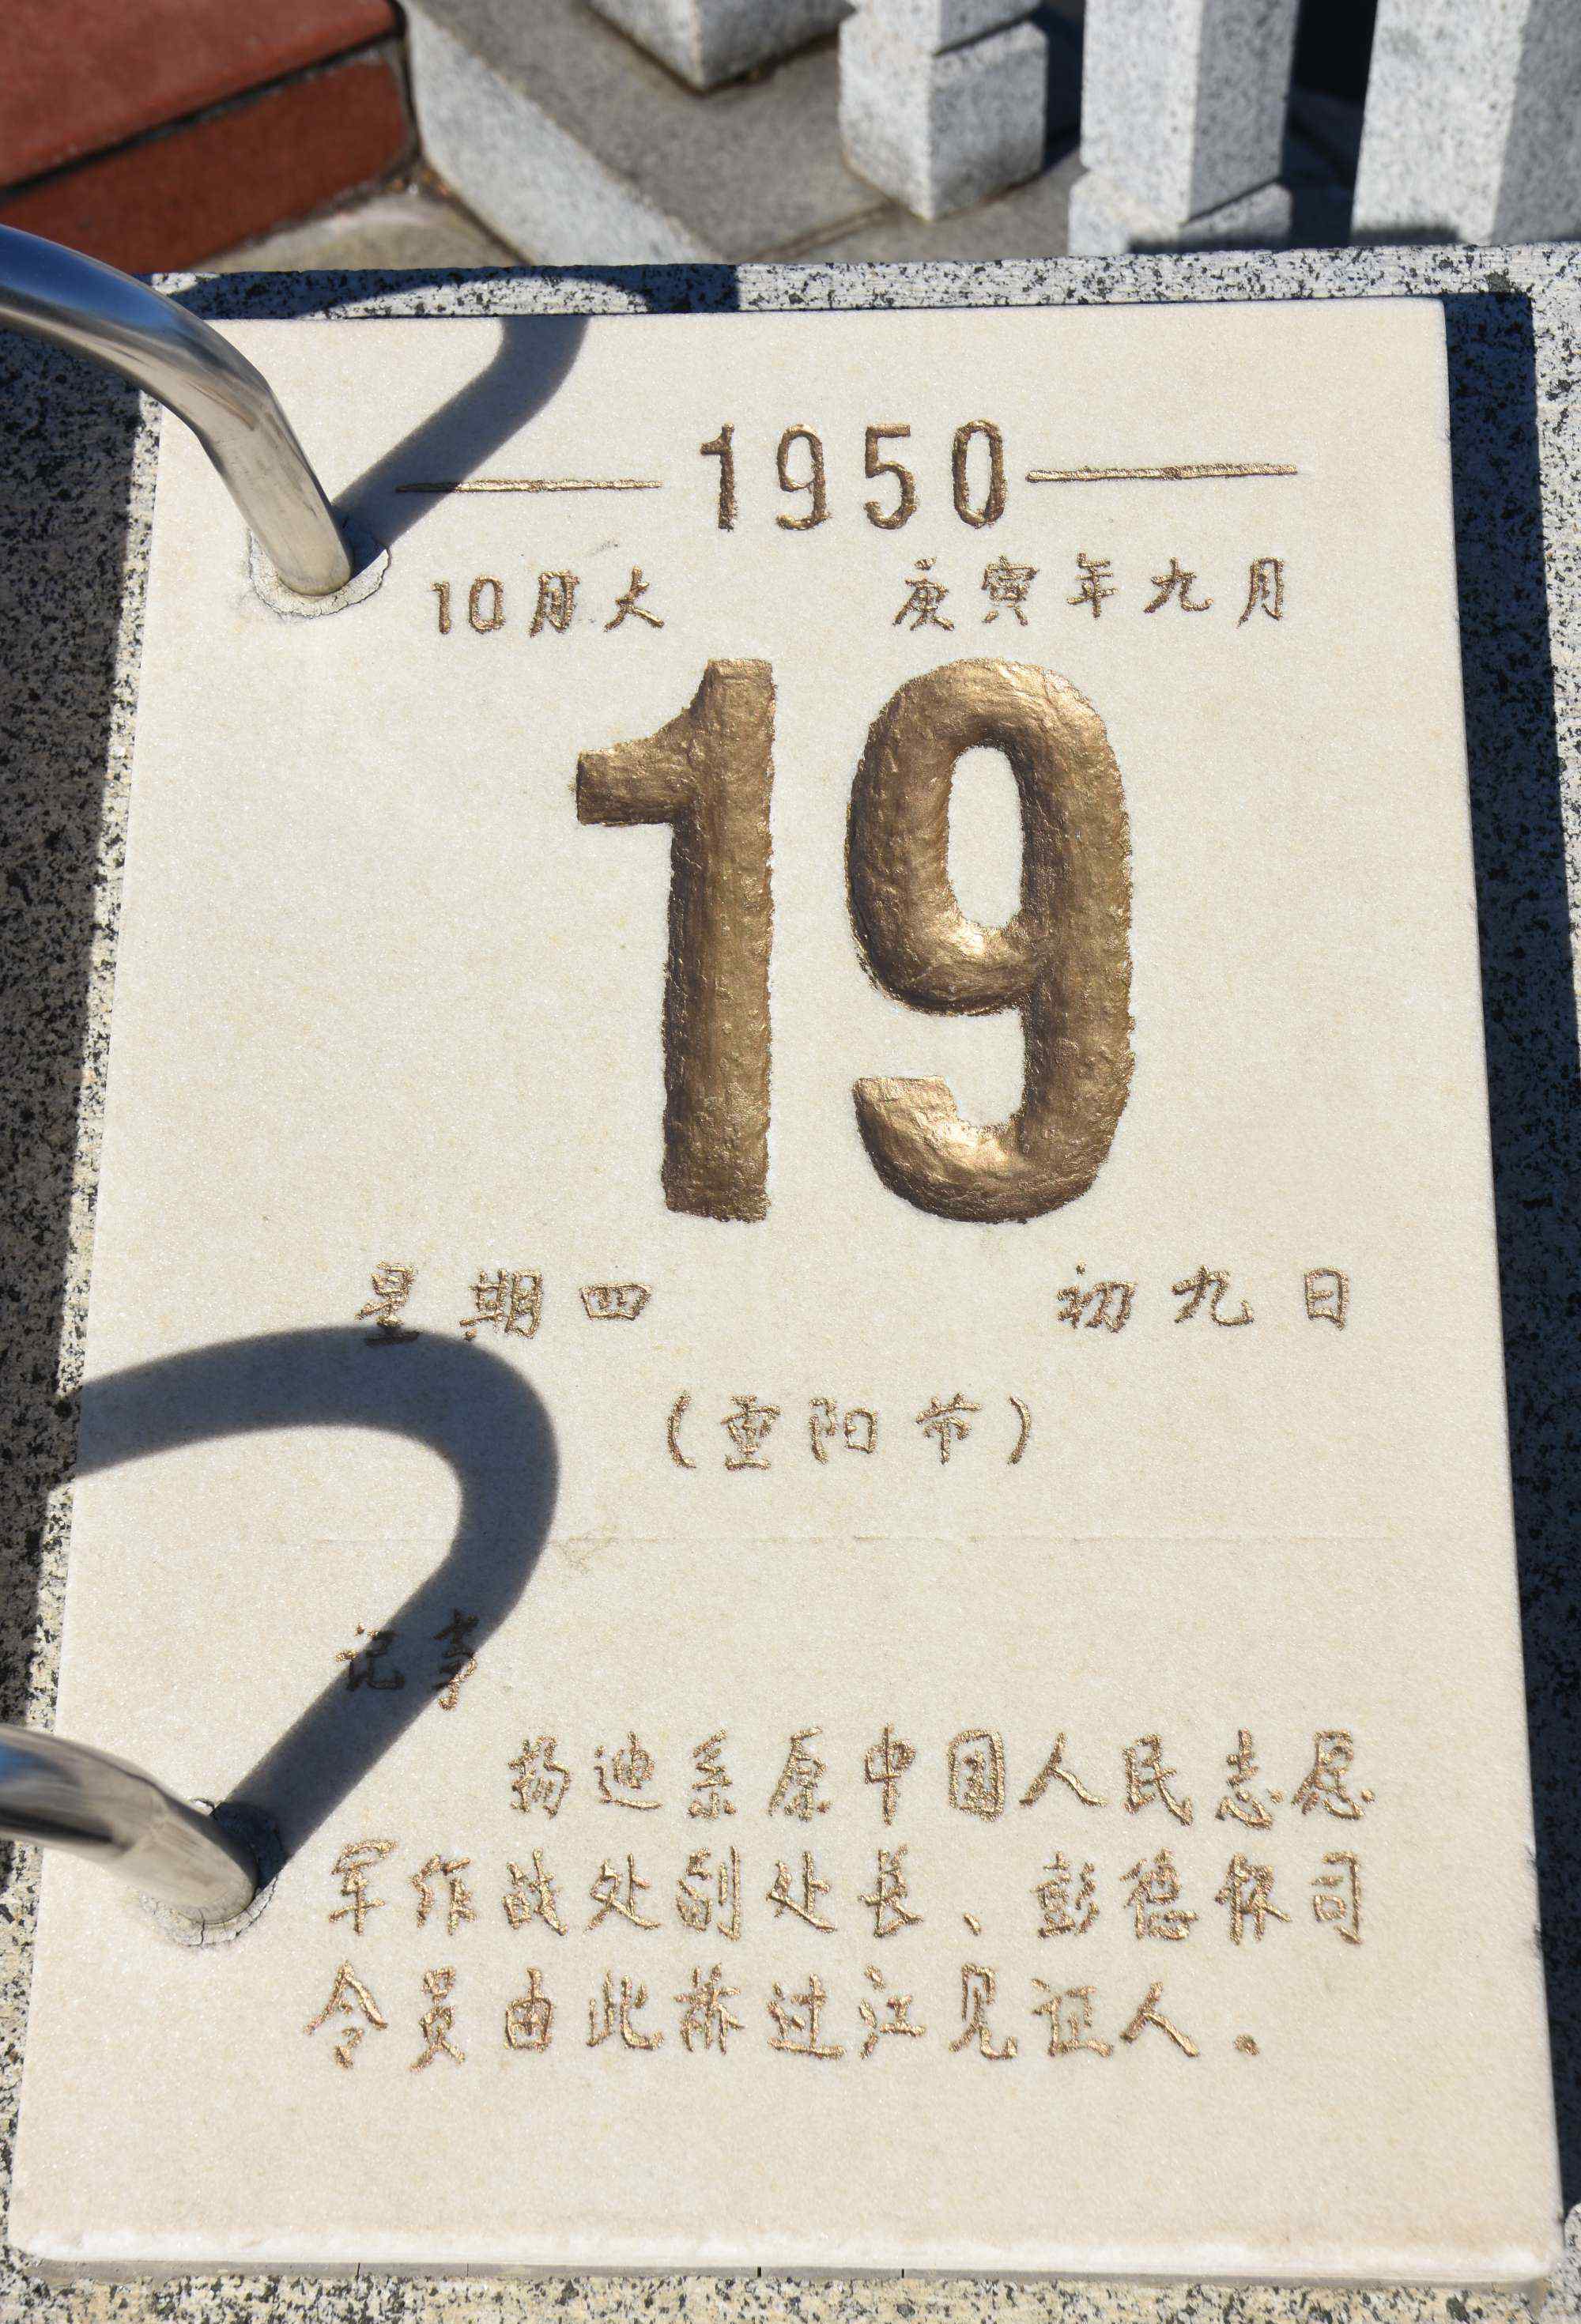 1950
10月大 庚寅年九月
19
星期四 初九日
(重阳节)
记事
杨迪系原中国人民志愿
军作战处副处长、彭德怀司
令员由此桥过江见证人。